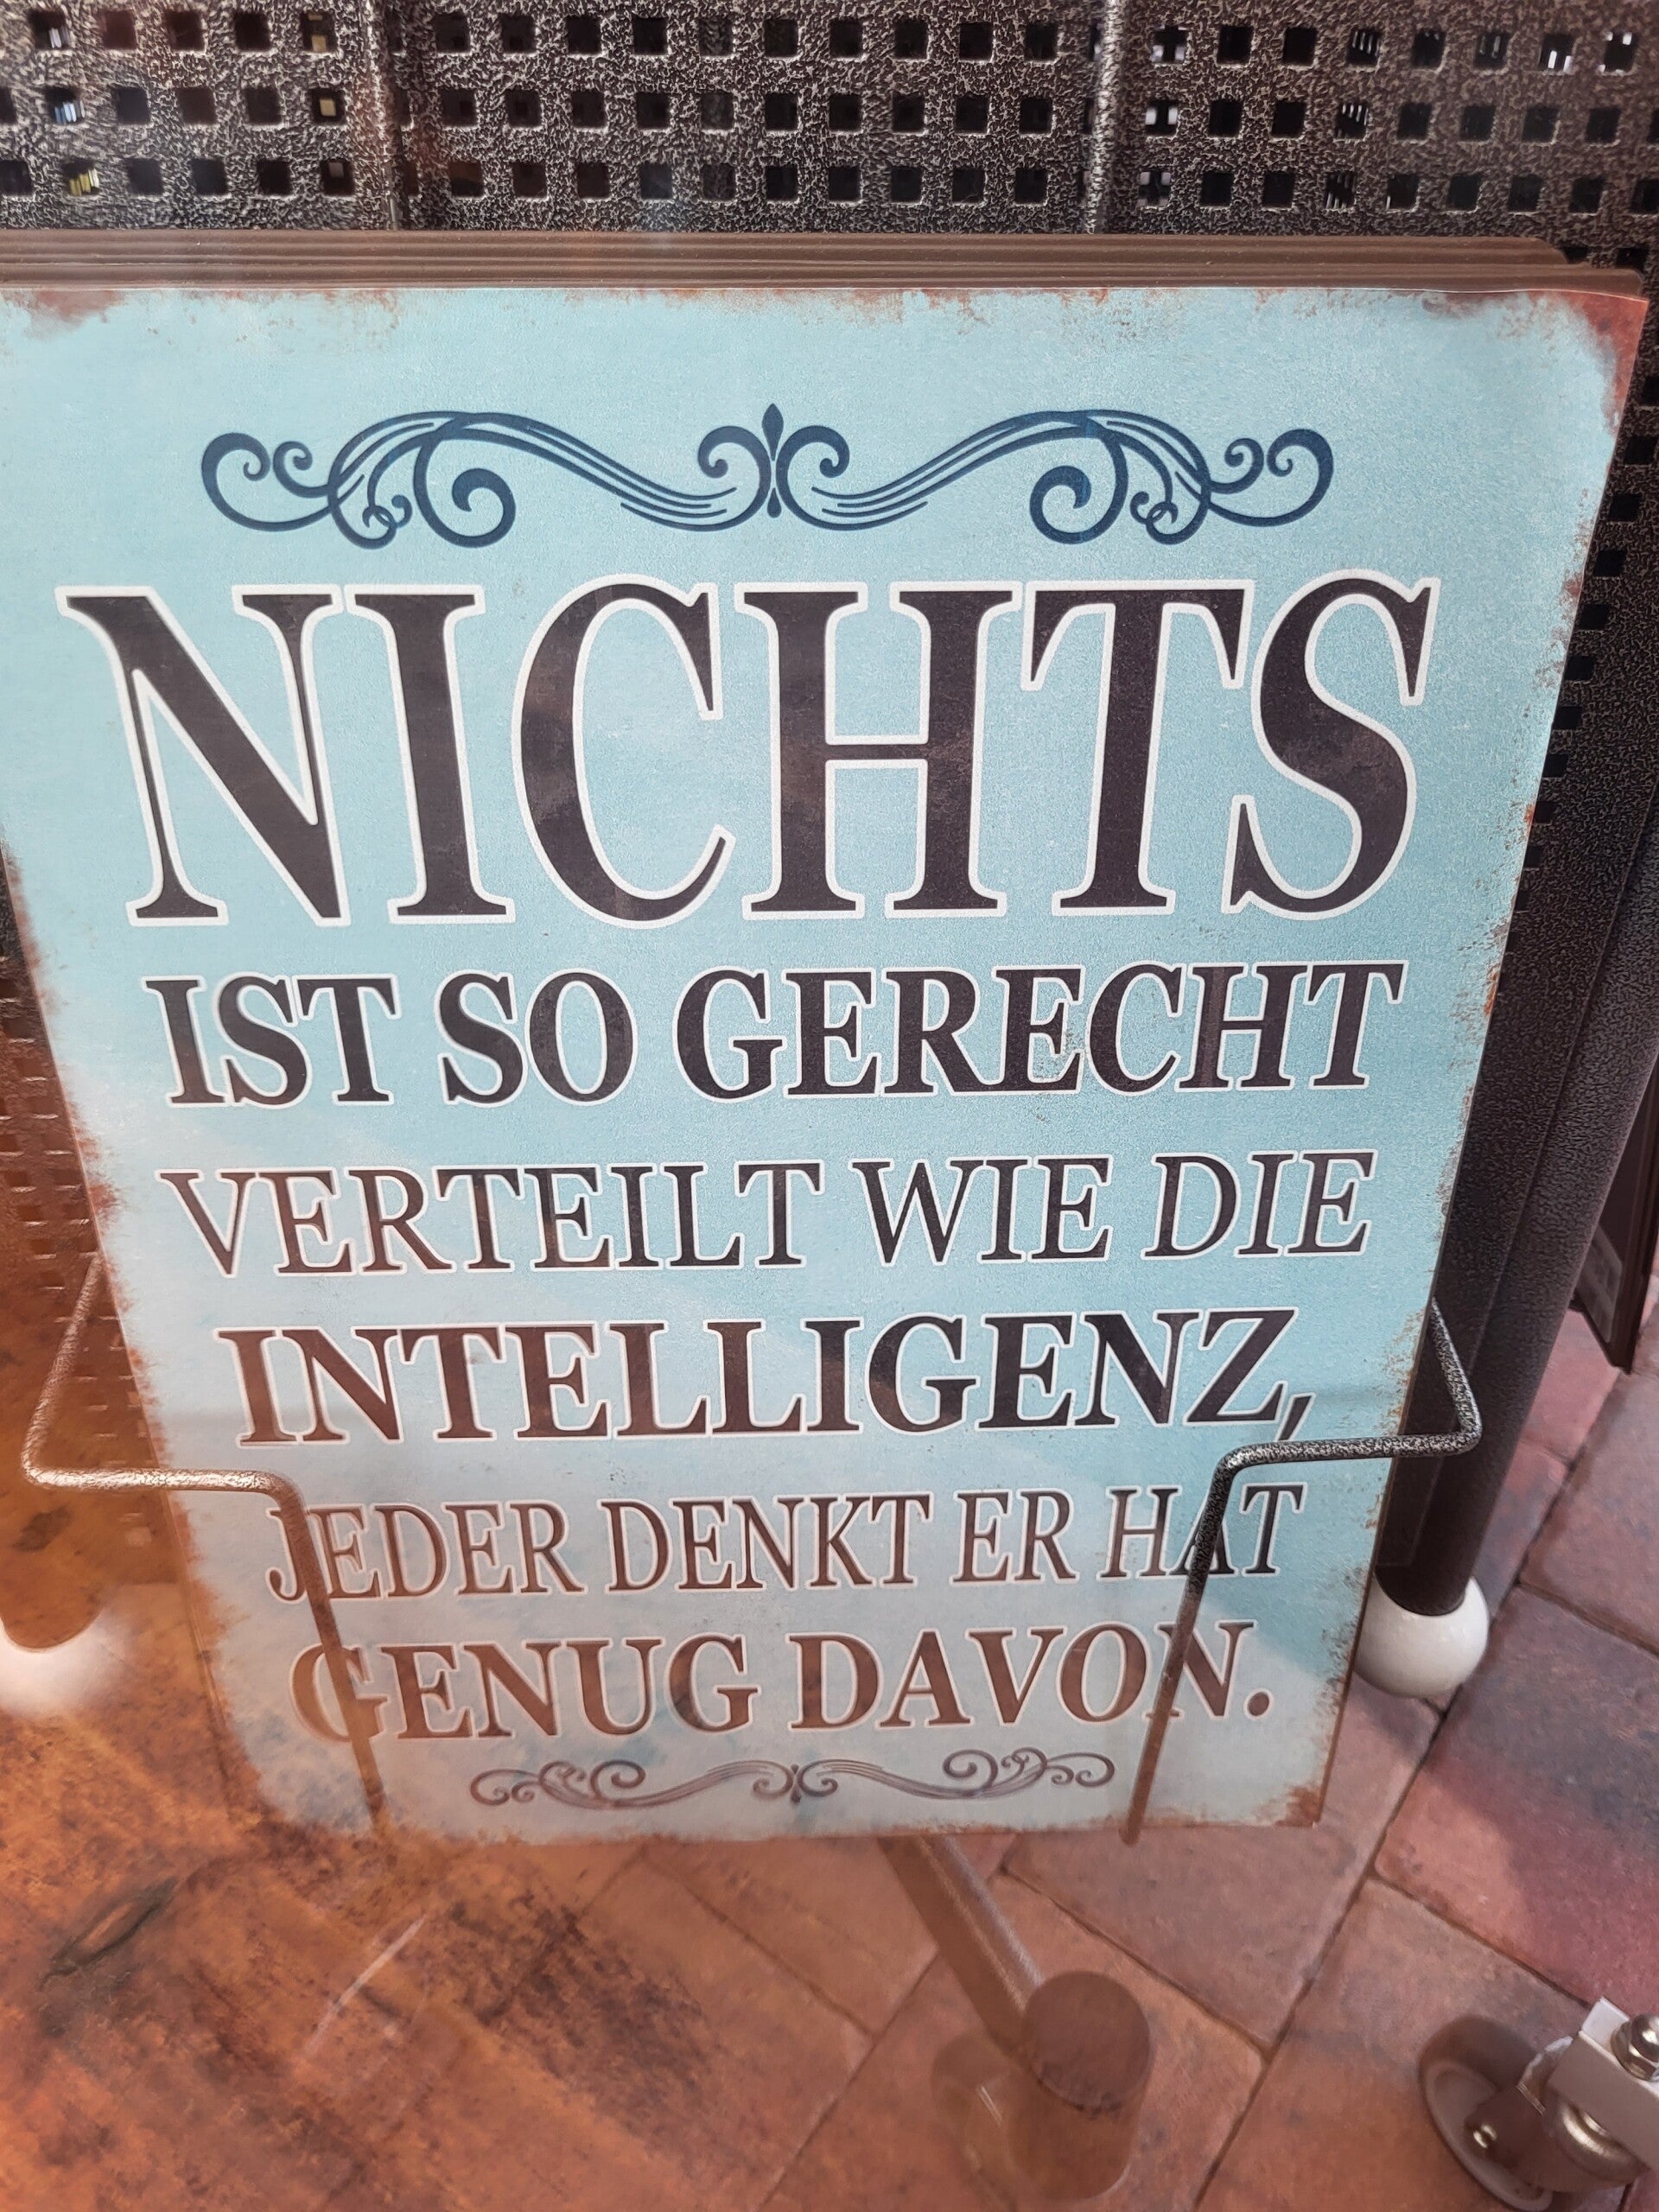 NICHTS
IST SO GERECHT
VERTEILT WIE DIE
INTELLIGENZ,
JEDER DENKT ER HAT
GENUG DAVON.